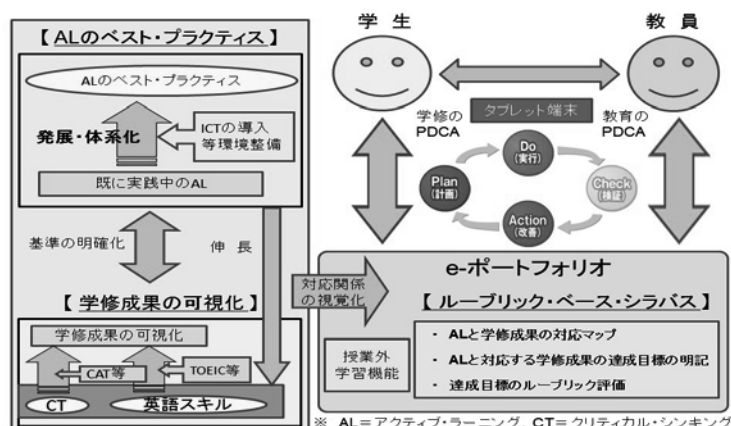 【ALのベスト・プラクティス】
ALのベスト・プラクティス
発展・体系化
ICTの導入
等環境整備
既に実践中のAL
基準の明確化
伸長
【学修成果の可視化】
学修成果の可視化
CAT等
TOEIC等
CT
英語スキル
対応関係
の視覚化
学生
教員
タブレット端末
学修の
PDCA
教育の
PDCA
Do
(実行)
Plan
(計画)
Check
(検証)
Action
(改善)
e-ポートフォリオ
【ルーブリック・ベース・シラバス】
授業外
学習機能
・ ALと学修成果の対応マップ
・ ALと対応する学修成果の達成目標の明記
・ 達成目標のルーブリック評価
※ AL=アクティブ・ラーニング、CT=クリティカル・シンキング